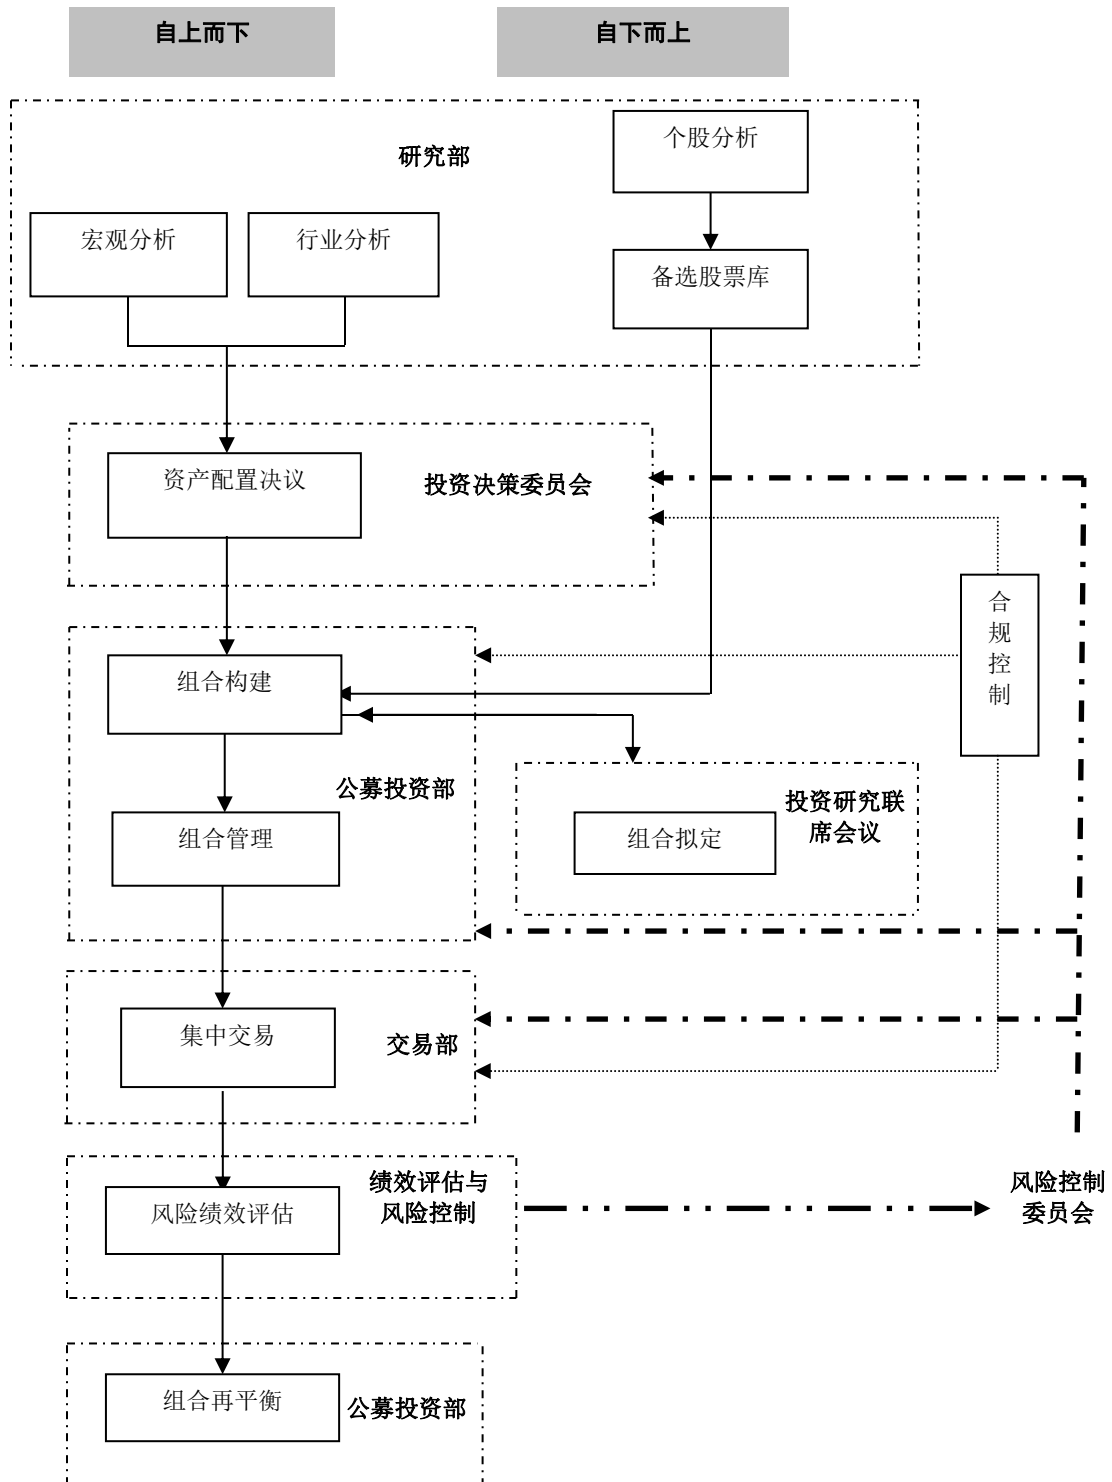 自上而下
自下而上
个股分析
研究部
宏观分析
行业分析
备选股票库
资产配置决议
投资决策委员会
合
规
控
制
组合构建
公募投资部
投资研究联
席会议
组合管理
组合拟定
集中交易
交易部
绩效评估与
风险控制
风险绩效评估
风险控制
委员会
组合再平衡
公募投资部